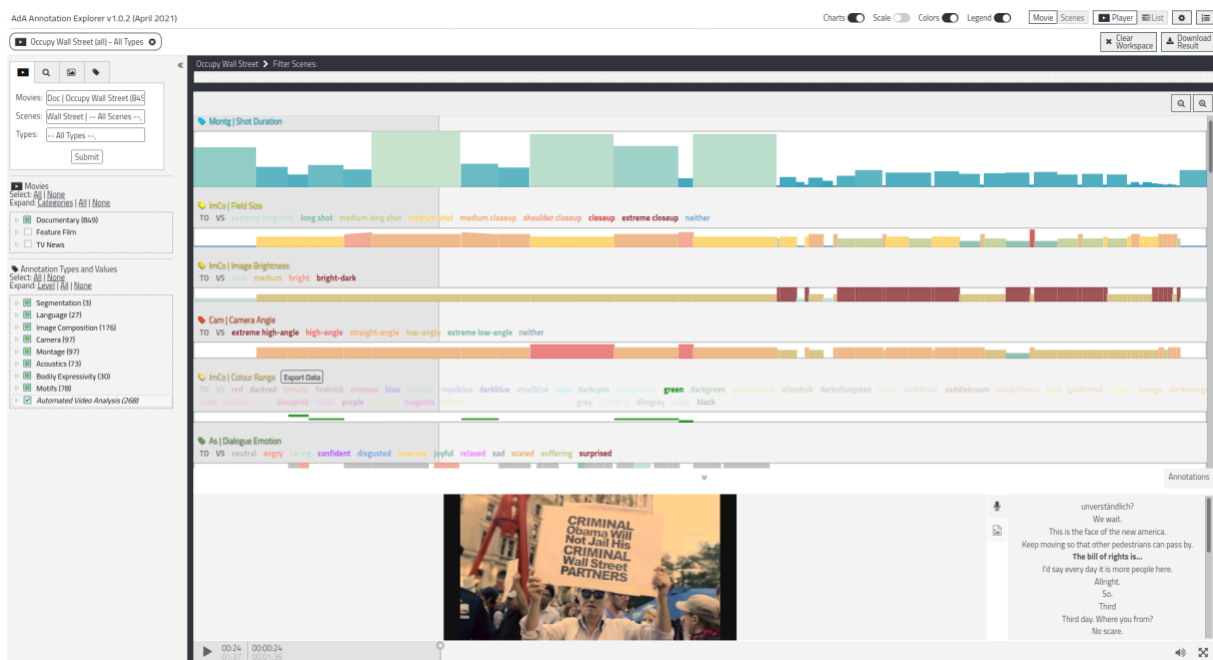 AdA Annotation Explorer v1.0.2 (April 2021)
Charts Scale Colors Legend Movie Scenes Player List
Occupy Wall Street (all) - All Types
Clear Workspace
Download Result
Occupy Wall Street > Filter Scenes:
Movies: Doc | Occupy Wall Street (849
Scenes: Wall Street | -- All Scenes --,
Types: -- All Types --,
Submit
Movies
Select: All | None
Expand: Categories | All | None
Documentary (849)
Feature Film
TV News
Annotation Types and Values
Select: All | None
Expand: Level | All | None
Segmentation (3)
Language (27)
Image Composition (176)
Camera (97)
Montage (97)
Acoustics (73)
Bodily Expressivity (30)
Motifs (78)
Automated Video Analysis (268)
Montg | Shot Duration
ImCo | Field Size
TO VS extreme long shot long shot medium long shot medium shot medium closeup shoulder closeup closeup extreme closeup neither
ImCo | Image Brightness
TO VS dark medium bright bright-dark
Cam | Camera Angle
TO VS extreme high-angle high-angle straight-angle low-angle extreme low-angle neither
ImCo | Colour Range Export Data
TO VS red darkred firebrick crimson blue royalblue darkblue steelblue cyan darkcyan green darkgreen olivedrab darkolivegreen saddlebrown gold goldenrod orange
deeppink purple magenta gray dimgrey black
As | Dialogue Emotion
TO VS neutral angry caring confident disgusted insecure joyful relaxed sad scared suffering surprised
Annotations
CRIMINAL
Obama Will
Not Jail His
CRIMINAL
Wall Street
PARTNERS
unverständlich?
We wait.
This is the face of the new america.
Keep moving so that other pedestrians can pass by.
The bill of rights is...
I'd say every day it is more people here.
Allright.
So.
Third
Third day. Where you from?
No scare.
00:24 00:00:24
01:37 00:01:36